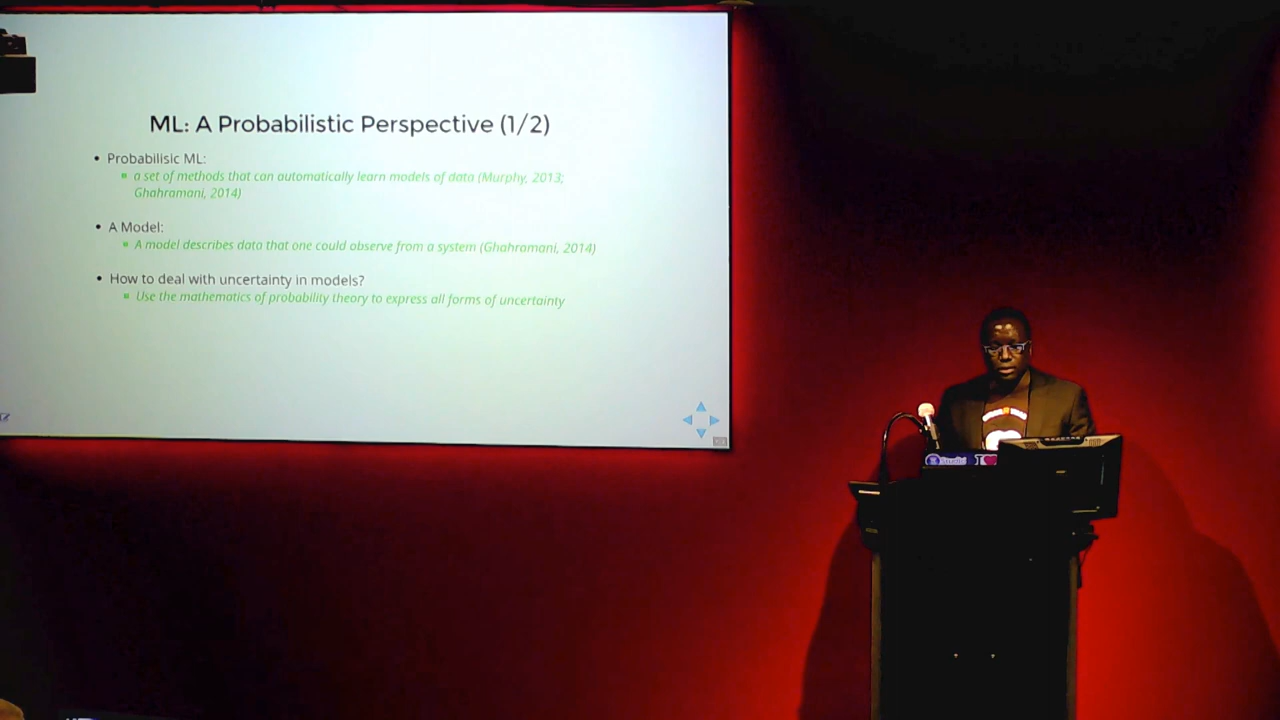 ML: A Probabilistic Perspective (1/2)
• Probabilisic ML:
a set of methods that can automatically learn models of data (Murphy, 2013;
Ghahramani, 2014)
• A Model:
A model describes data that one could observe from a system (Ghahramani, 2014)
• How to deal with uncertainty in models?
Use the mathematics of probability theory to express all forms of uncertainty
Studio
I